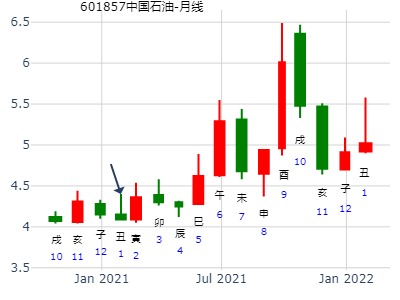 601857中国石油-月线
6.5
6
5.5
5
4.5
4
3.5
戌
10
亥
11
子
12
丑
1
寅
2
卯
3
辰
4
巳
5
午
6
未
7
申
8
酉
9
戌
10
亥
11
子
12
丑
1
Jan 2021
Jul 2021
Jan 2022